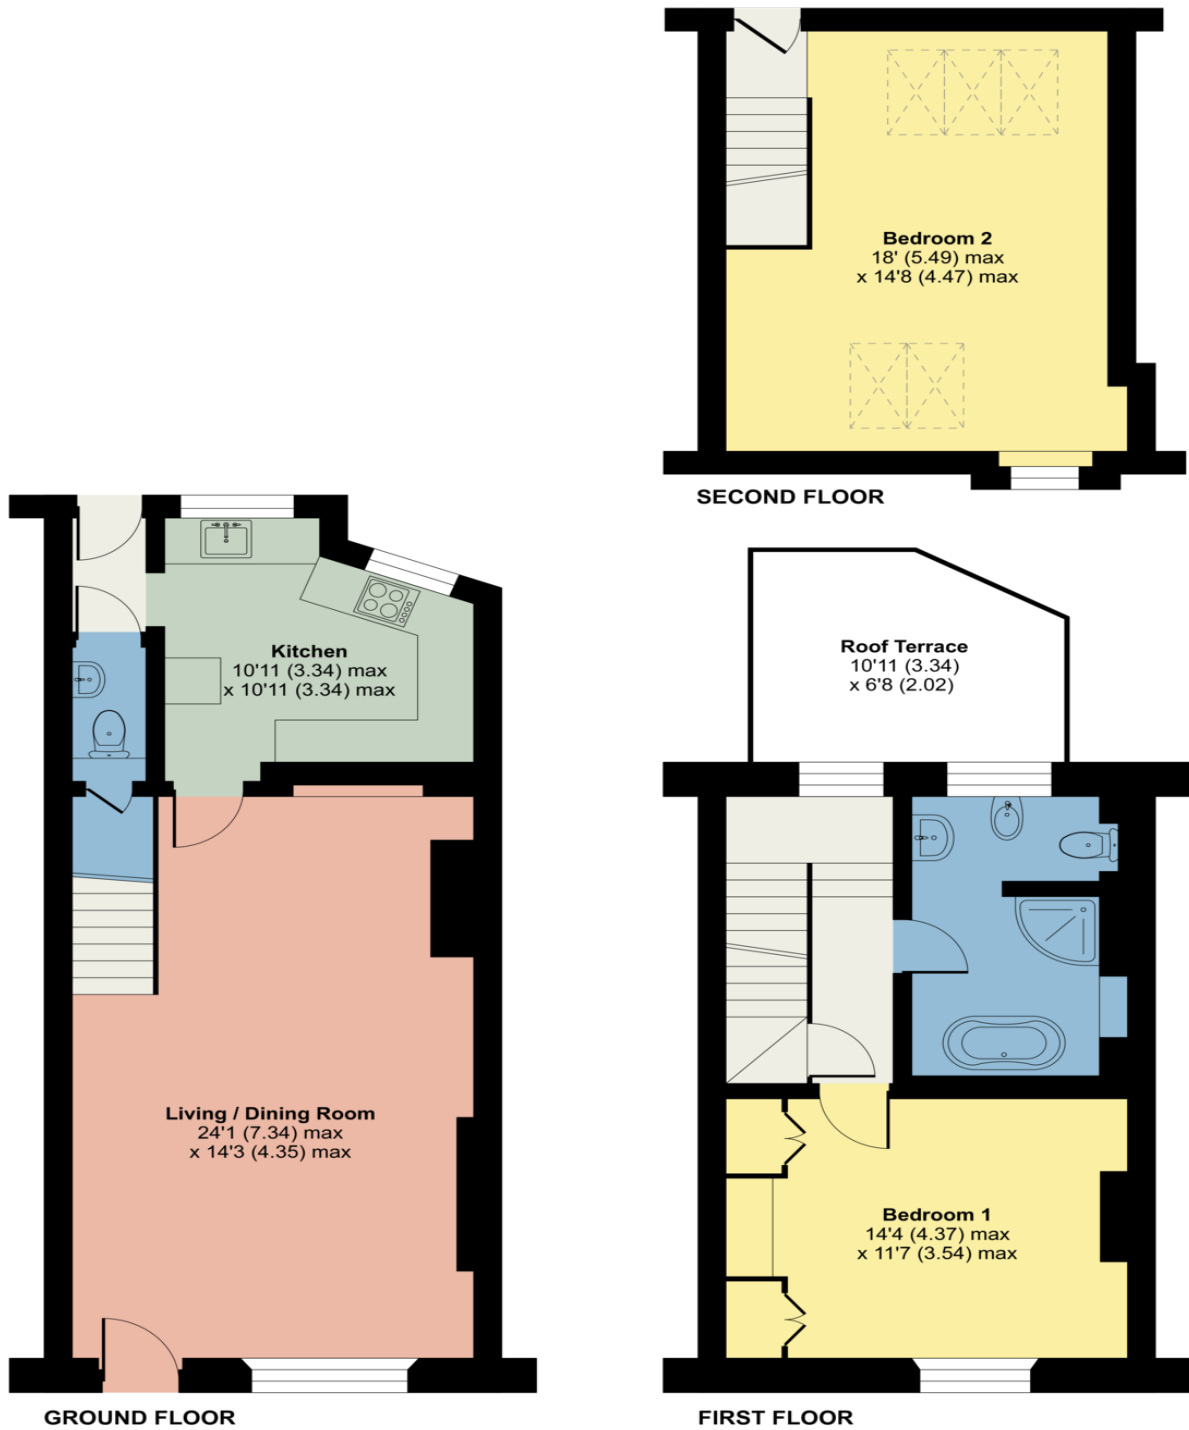 Bedroom 2
18' (5.49) max
x 14'8 (4.47) max
SECOND FLOOR
Kitchen
10'11 (3.34) max
x 10'11 (3.34) max
Roof Terrace
10'11 (3.34)
x 6'8 (2.02)
Living / Dining Room
24'1 (7.34) max
x 14'3 (4.35) max
Bedroom 1
14'4 (4.37) max
x 11'7 (3.54) max
GROUND FLOOR
FIRST FLOOR